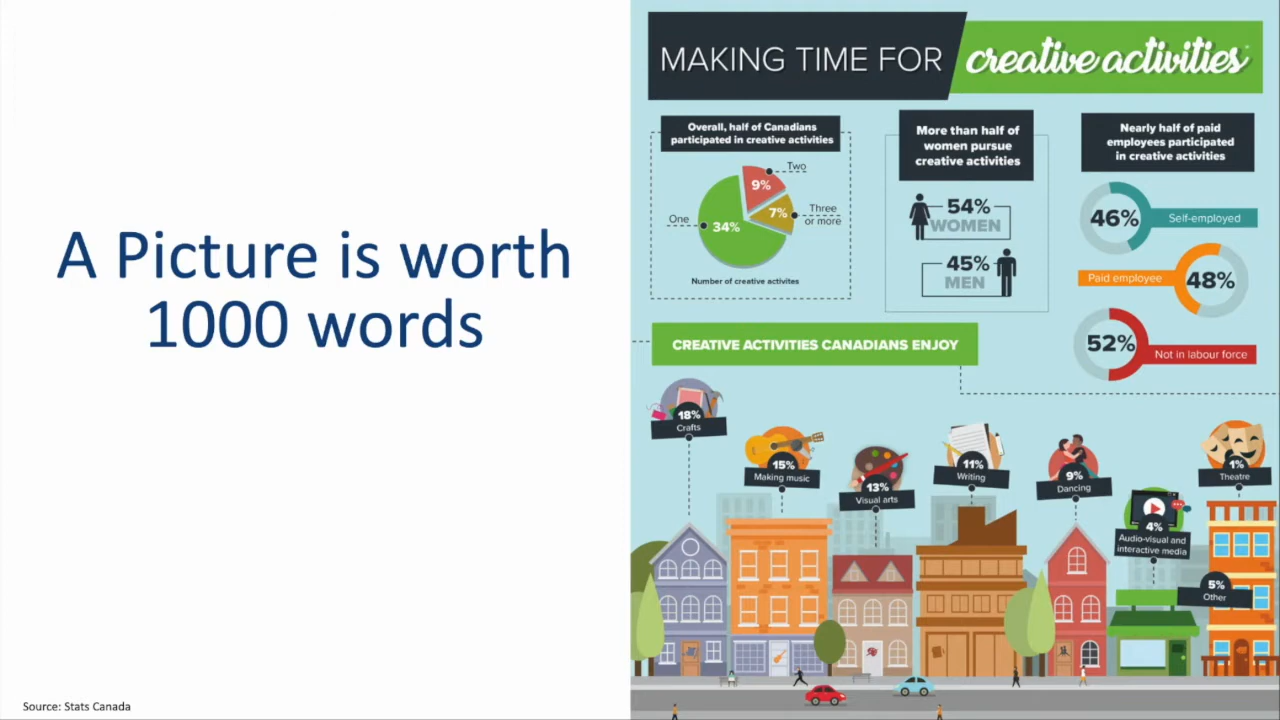 A Picture is worth
1000 words
Source: Stats Canada
MAKING TIME FOR creative activities
Overall, half of Canadians
participated in creative activities
Two
9%
Three
or more
7%
One
34%
Number of creative activites
More than half of
women pursue
creative activities
54%
WOMEN
45%
MEN
Nearly half of paid
employees participated
in creative activities
46%
Self-employed
Paid employee
48%
52%
Not in labour force
CREATIVE ACTIVITIES CANADIANS ENJOY
18%
Crafts
15%
Making music
13%
Visual arts
11%
Writing
9%
Dancing
4%
Audio-visual and
interactive media
1%
Theatre
5%
Other